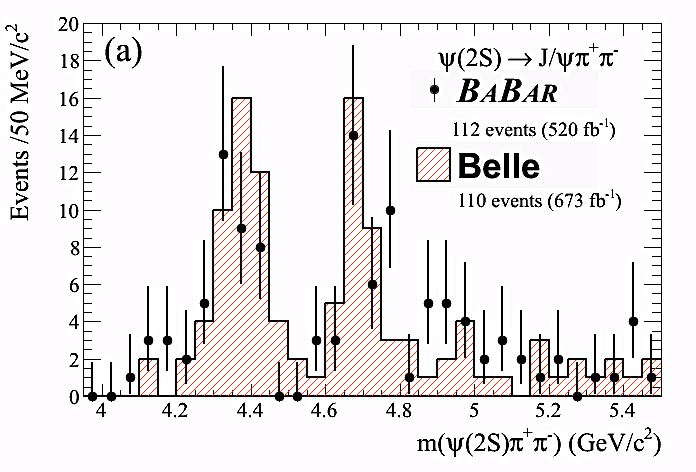 (a)
ψ(2S) → J/ψπ⁺π⁻
BABAR
112 events (520 fb⁻¹)
Belle
110 events (673 fb⁻¹)
Events /50 MeV/c²
20
18
16
14
12
10
8
6
4
2
0
4 4.2 4.4 4.6 4.8 5 5.2 5.4
m(ψ(2S)π⁺π⁻) (GeV/c²)